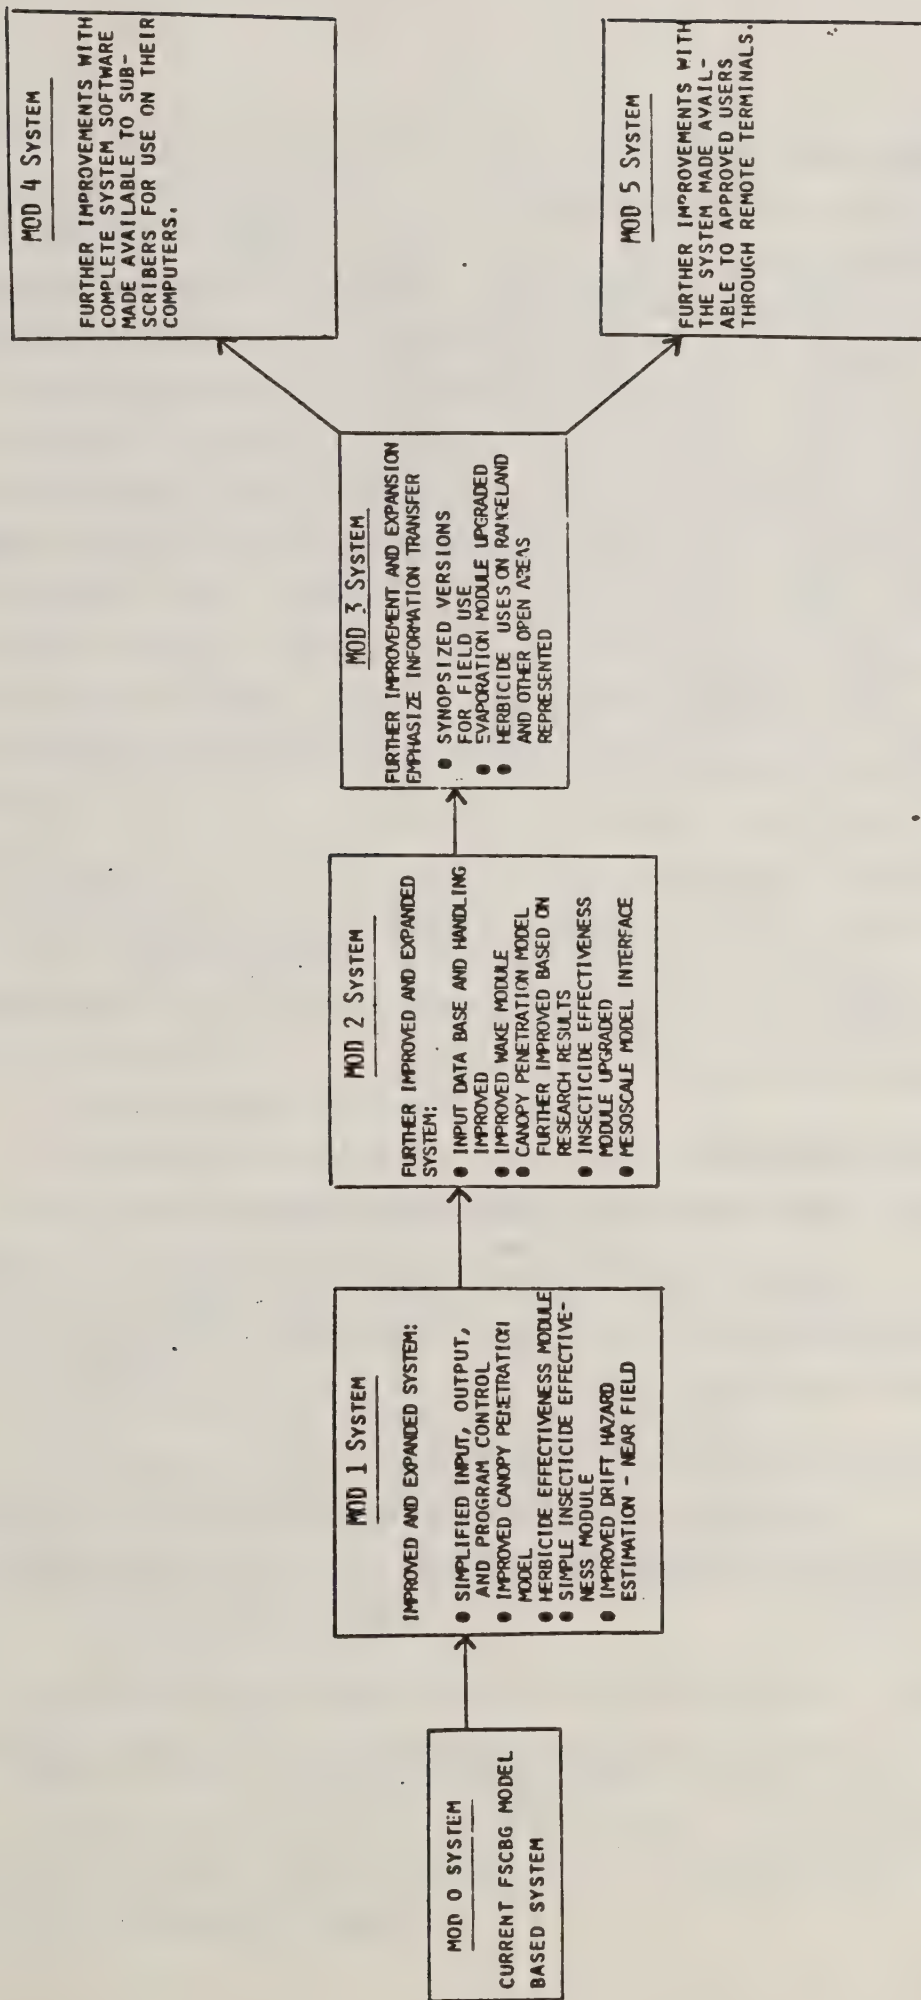 MOD 0 SYSTEM
CURRENT FSCBG MODEL
BASED SYSTEM
MOD 1 SYSTEM
IMPROVED AND EXPANDED SYSTEM:
● SIMPLIFIED INPUT, OUTPUT,
AND PROGRAM CONTROL
● IMPROVED CANOPY PENETRATION
MODEL
● HERBICIDE EFFECTIVENESS MODULE
● SIMPLE INSECTICIDE EFFECTIVE-
NESS MODULE
● IMPROVED DRIFT HAZARD
ESTIMATION - NEAR FIELD
MOD 2 SYSTEM
FURTHER IMPROVED AND EXPANDED
SYSTEM:
● INPUT DATA BASE AND HANDLING
IMPROVED
● IMPROVED WAKE MODULE
● CANOPY PENETRATION MODEL
FURTHER IMPROVED BASED ON
RESEARCH RESULTS
● INSECTICIDE EFFECTIVENESS
MODULE UPGRADED
● MESOSCALE MODEL INTERFACE
MOD 3 SYSTEM
FURTHER IMPROVEMENT AND EXPANSION
EMPHASIZE INFORMATION TRANSFER
● SYNOPSIZED VERSIONS
FOR FIELD USE
● EVAPORATION MODULE UPGRADED
● HERBICIDE USES ON RANGELAND
AND OTHER OPEN AREAS
REPRESENTED
MOD 4 SYSTEM
FURTHER IMPROVEMENTS WITH
COMPLETE SYSTEM SOFTWARE
MADE AVAILABLE TO SUB-
SCRIBERS FOR USE ON THEIR
COMPUTERS.
MOD 5 SYSTEM
FURTHER IMPROVEMENTS WITH
THE SYSTEM MADE AVAIL-
ABLE TO APPROVED USERS
THROUGH REMOTE TERMINALS.